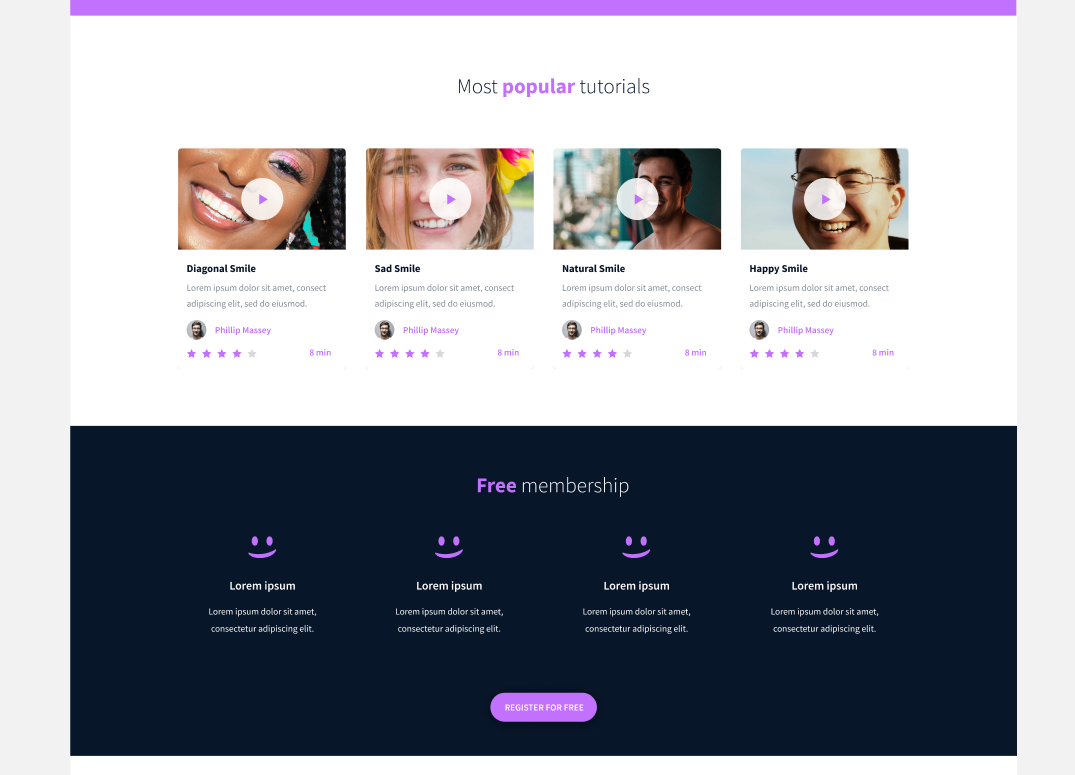 Most popular tutorials
Diagonal Smile
Lorem ipsum dolor sit amet, consect
adipiscing elit, sed do eiusmod.
Phillip Massey
8 min
Sad Smile
Lorem ipsum dolor sit amet, consect
adipiscing elit, sed do eiusmod.
Phillip Massey
8 min
Natural Smile
Lorem ipsum dolor sit amet, consect
adipiscing elit, sed do eiusmod.
Phillip Massey
8 min
Happy Smile
Lorem ipsum dolor sit amet, consect
adipiscing elit, sed do eiusmod.
Phillip Massey
8 min
Free membership
Lorem ipsum
Lorem ipsum dolor sit amet,
consectetur adipiscing elit.
Lorem ipsum
Lorem ipsum dolor sit amet,
consectetur adipiscing elit.
Lorem ipsum
Lorem ipsum dolor sit amet,
consectetur adipiscing elit.
Lorem ipsum
Lorem ipsum dolor sit amet,
consectetur adipiscing elit.
REGISTER FOR FREE